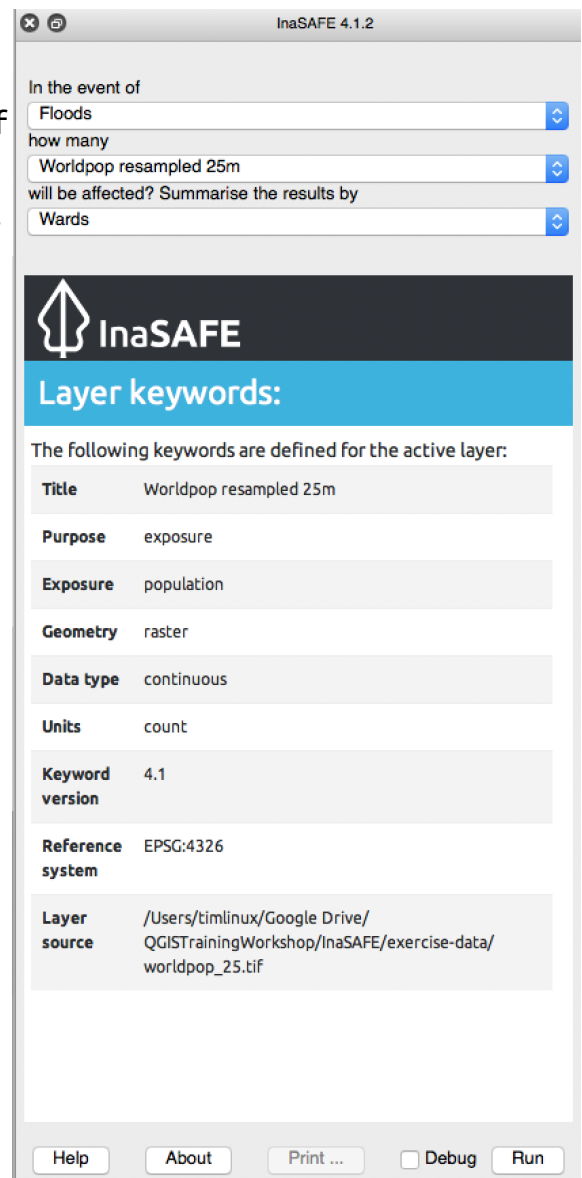 InaSAFE 4.1.2
In the event of
Floods
how many
Worldpop resampled 25m
will be affected? Summarise the results by
Wards
InaSAFE
Layer keywords:
The following keywords are defined for the active layer:
Title Worldpop resampled 25m
Purpose exposure
Exposure population
Geometry raster
Data type continuous
Units count
Keyword 4.1
version
Reference EPSG:4326
system
Layer /Users/timlinux/Google Drive/
source QGISTrainingWorkshop/InaSAFE/exercise-data/
worldpop_25.tif
Help About Print ... Debug Run